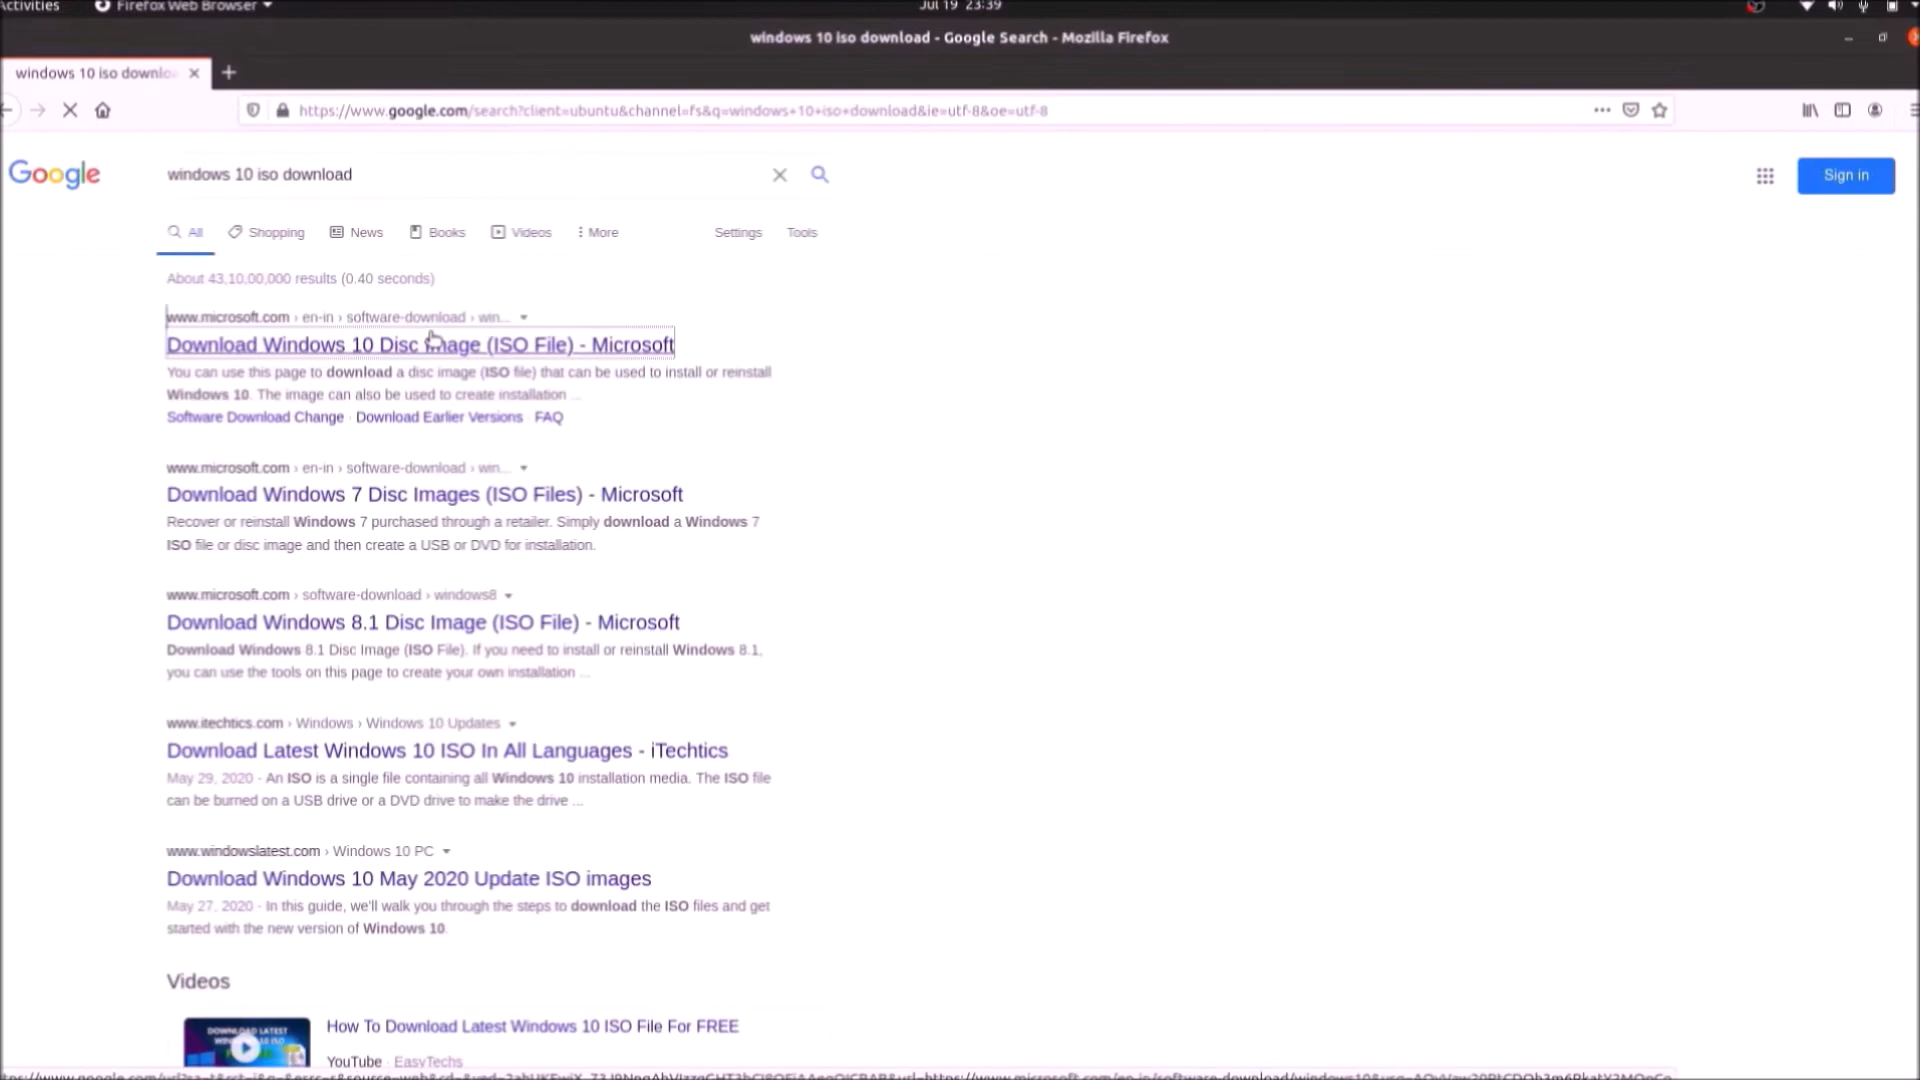 Activities Firefox Web Browser Jul 19 23:39
windows 10 iso download - Google Search - Mozilla Firefox
windows 10 iso downlo
https://www.google.com/search?client=ubuntu&channel=fs&q=windows+10+iso+download&ie=utf-8&oe=utf-8
Google windows 10 iso download Sign in
All Shopping News Books Videos More Settings Tools
About 43,10,00,000 results (0.40 seconds)
www.microsoft.com › en-in › software-download › win...
Download Windows 10 Disc Image (ISO File) - Microsoft
You can use this page to download a disc image (ISO file) that can be used to install or reinstall
Windows 10. The image can also be used to create installation ...
Software Download Change · Download Earlier Versions · FAQ
www.microsoft.com › en-in › software-download › win...
Download Windows 7 Disc Images (ISO Files) - Microsoft
Recover or reinstall Windows 7 purchased through a retailer. Simply download a Windows 7
ISO file or disc image and then create a USB or DVD for installation.
www.microsoft.com › software-download › windows8
Download Windows 8.1 Disc Image (ISO File) - Microsoft
Download Windows 8.1 Disc Image (ISO File). If you need to install or reinstall Windows 8.1,
you can use the tools on this page to create your own installation ...
www.itechtics.com › Windows › Windows 10 Updates
Download Latest Windows 10 ISO In All Languages - iTechtics
May 29, 2020 - An ISO is a single file containing all Windows 10 installation media. The ISO file
can be burned on a USB drive or a DVD drive to make the drive ...
www.windowslatest.com › Windows 10 PC
Download Windows 10 May 2020 Update ISO images
May 27, 2020 - In this guide, we'll walk you through the steps to download the ISO files and get
started with the new version of Windows 10.
Videos
DOWNLOAD LATEST
How To Download Latest Windows 10 ISO File For FREE
YouTube · EasyTechs